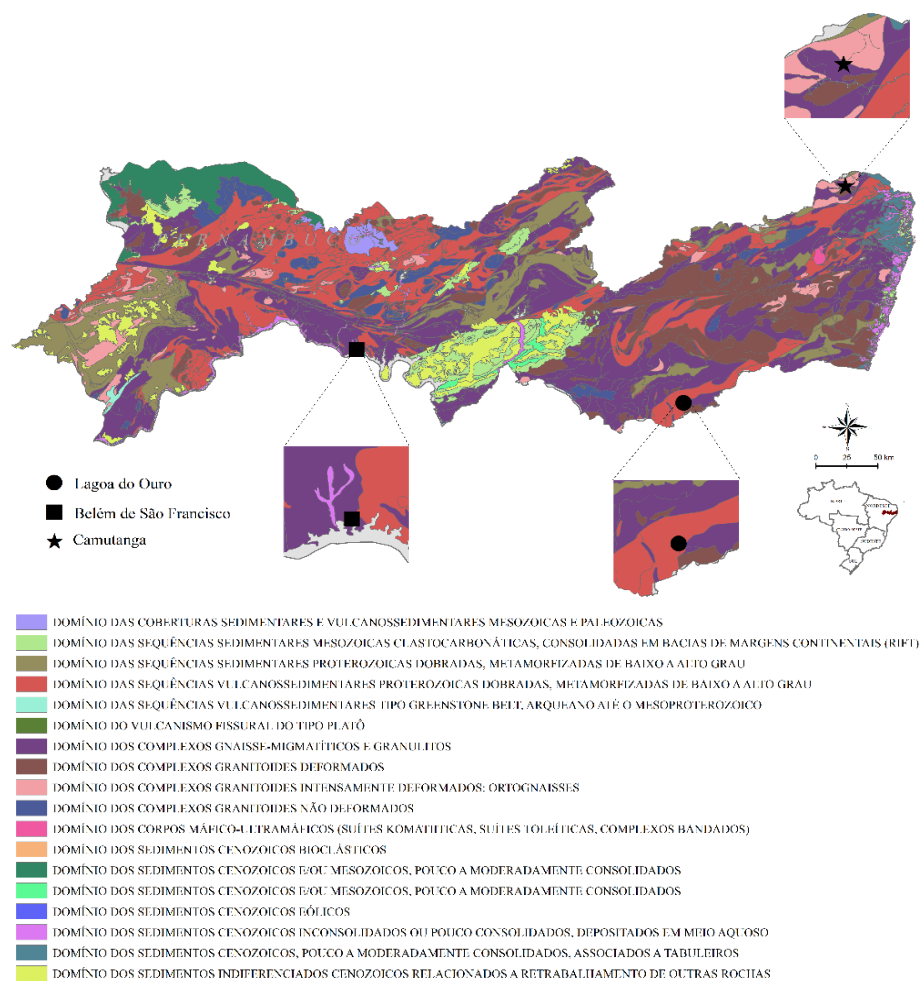 PERNAMBUCO
N
S
0 25 50 km
Lagoa do Ouro
Belém de São Francisco
Camutanga
DOMÍNIO DAS COBERTURAS SEDIMENTARES E VULCANOSSEDIMENTARES MESOZOICAS E PALEOZOICAS
DOMÍNIO DAS SEQUÊNCIAS SEDIMENTARES MESOZOICAS CLASTOCARBONÁTICAS, CONSOLIDADAS EM BACIAS DE MARGENS CONTINENTAIS (RIFT)
DOMÍNIO DAS SEQUÊNCIAS SEDIMENTARES PROTEROZOICAS DOBRADAS, METAMORFIZADAS DE BAIXO A ALTO GRAU
DOMÍNIO DAS SEQUÊNCIAS VULCANOSSEDIMENTARES PROTEROZOICAS DOBRADAS, METAMORFIZADAS DE BAIXO A ALTO GRAU
DOMÍNIO DAS SEQUÊNCIAS VULCANOSSEDIMENTARES TIPO GREENSTONE BELT, ARQUEANO ATÉ O MESOPROTEROZOICO
DOMÍNIO DO VULCANISMO FISSURAL DO TIPO PLATÔ
DOMÍNIO DOS COMPLEXOS GNAISSE-MIGMATÍTICOS E GRANULITOS
DOMÍNIO DOS COMPLEXOS GRANITOIDES DEFORMADOS
DOMÍNIO DOS COMPLEXOS GRANITOIDES INTENSAMENTE DEFORMADOS: ORTOGNAISSES
DOMÍNIO DOS COMPLEXOS GRANITOIDES NÃO DEFORMADOS
DOMÍNIO DOS CORPOS MÁFICO-ULTRAMÁFICOS (SUÍTES KOMATIITICAS, SUÍTES TOLEÍTICAS, COMPLEXOS BANDADOS)
DOMÍNIO DOS SEDIMENTOS CENOZOICOS BIOCLÁSTICOS
DOMÍNIO DOS SEDIMENTOS CENOZOICOS E/OU MESOZOICOS, POUCO A MODERADAMENTE CONSOLIDADOS
DOMÍNIO DOS SEDIMENTOS CENOZOICOS E/OU MESOZOICOS, POUCO A MODERADAMENTE CONSOLIDADOS
DOMÍNIO DOS SEDIMENTOS CENOZOICOS EÓLICOS
DOMÍNIO DOS SEDIMENTOS CENOZOICOS INCONSOLIDADOS OU POUCO CONSOLIDADOS, DEPOSITADOS EM MEIO AQUOSO
DOMÍNIO DOS SEDIMENTOS CENOZOICOS, POUCO A MODERADAMENTE CONSOLIDADOS, ASSOCIADOS A TABULEIROS
DOMÍNIO DOS SEDIMENTOS INDIFERENCIADOS CENOZOICOS RELACIONADOS A RETRABALHAMENTO DE OUTRAS ROCHAS